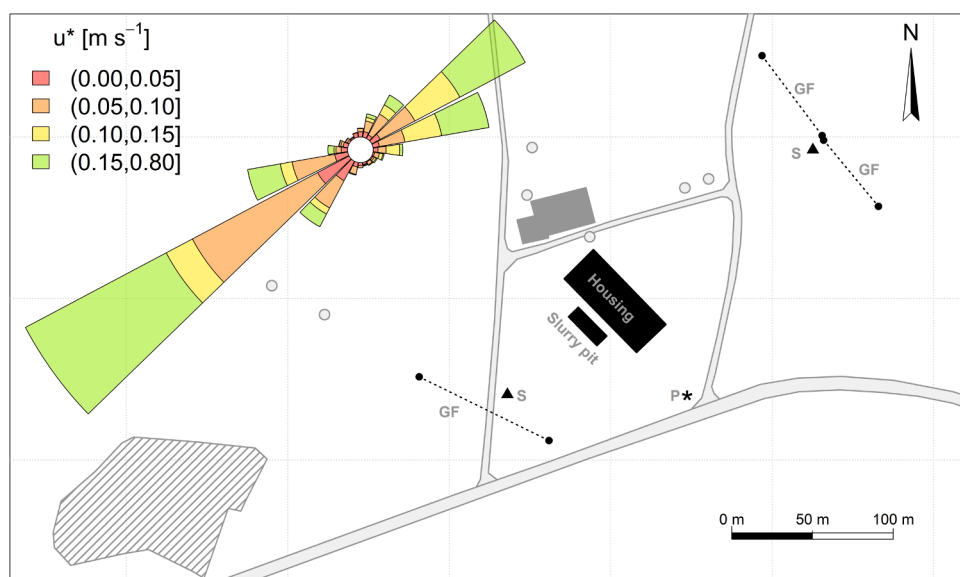 u* [m s⁻¹]
(0.00,0.05]
(0.05,0.10]
(0.10,0.15]
(0.15,0.80]
N
GF
S
GF
Housing
Slurry pit
S
GF
P*
0 m 50 m 100 m